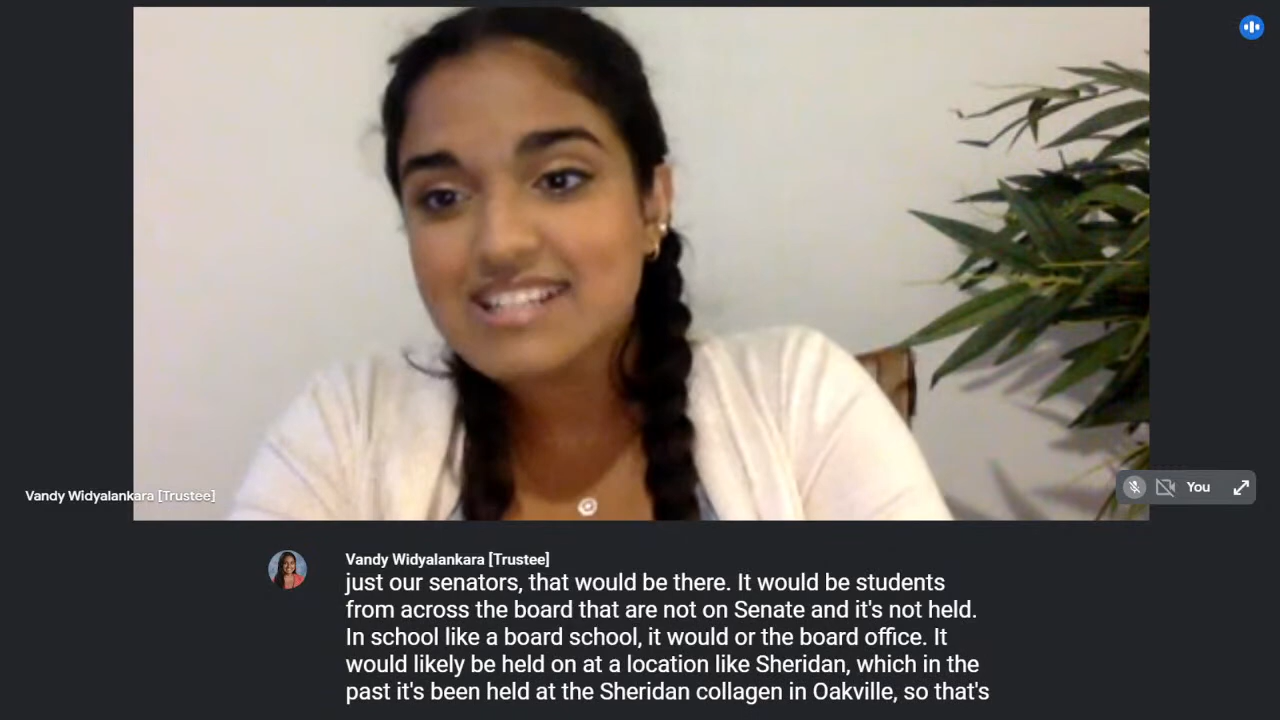 Vandy Widyalankara [Trustee]
You
Vandy Widyalankara [Trustee]
just our senators, that would be there. It would be students
from across the board that are not on Senate and it's not held.
In school like a board school, it would or the board office. It
would likely be held on at a location like Sheridan, which in the
past it's been held at the Sheridan collagen in Oakville, so that's